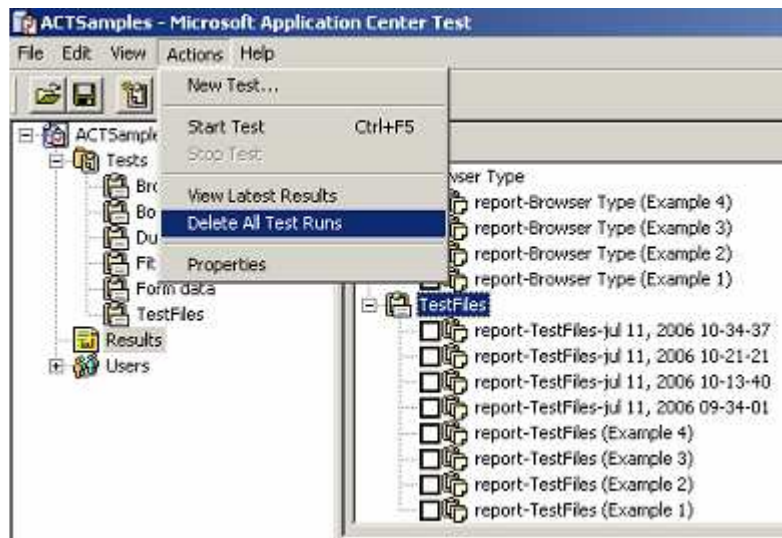 ACTSamples - Microsoft Application Center Test
File Edit View Actions Help
New Test...
Start Test Ctrl+F5
Stop Test
View Latest Results
Delete All Test Runs
Properties
ACTSample
Tests
Bro
Bo
Du
Fit
Form data
TestFiles
Results
Users
wser Type
report-Browser Type (Example 4)
report-Browser Type (Example 3)
report-Browser Type (Example 2)
report-Browser Type (Example 1)
TestFiles
report-TestFiles-jul 11, 2006 10-34-37
report-TestFiles-jul 11, 2006 10-21-21
report-TestFiles-jul 11, 2006 10-13-40
report-TestFiles-jul 11, 2006 09-34-01
report-TestFiles (Example 4)
report-TestFiles (Example 3)
report-TestFiles (Example 2)
report-TestFiles (Example 1)